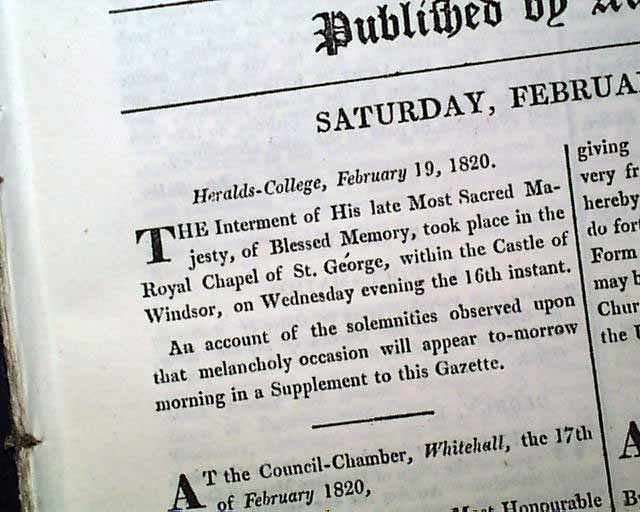 Published by
SATURDAY, FEBRUA
Heralds-College, February 19, 1820.
THE Interment of His late Most Sacred Ma-
jesty, of Blessed Memory, took place in the
Royal Chapel of St. George, within the Castle of
Windsor, on Wednesday evening the 16th instant.
An account of the solemnities observed upon
that melancholy occasion will appear to-morrow
morning in a Supplement to this Gazette.
AT the Council-Chamber, Whitehall, the 17th
of February 1820,
Most Honourable
giving
very fr
hereby
do for
Form
may b
Chur
the
A
B